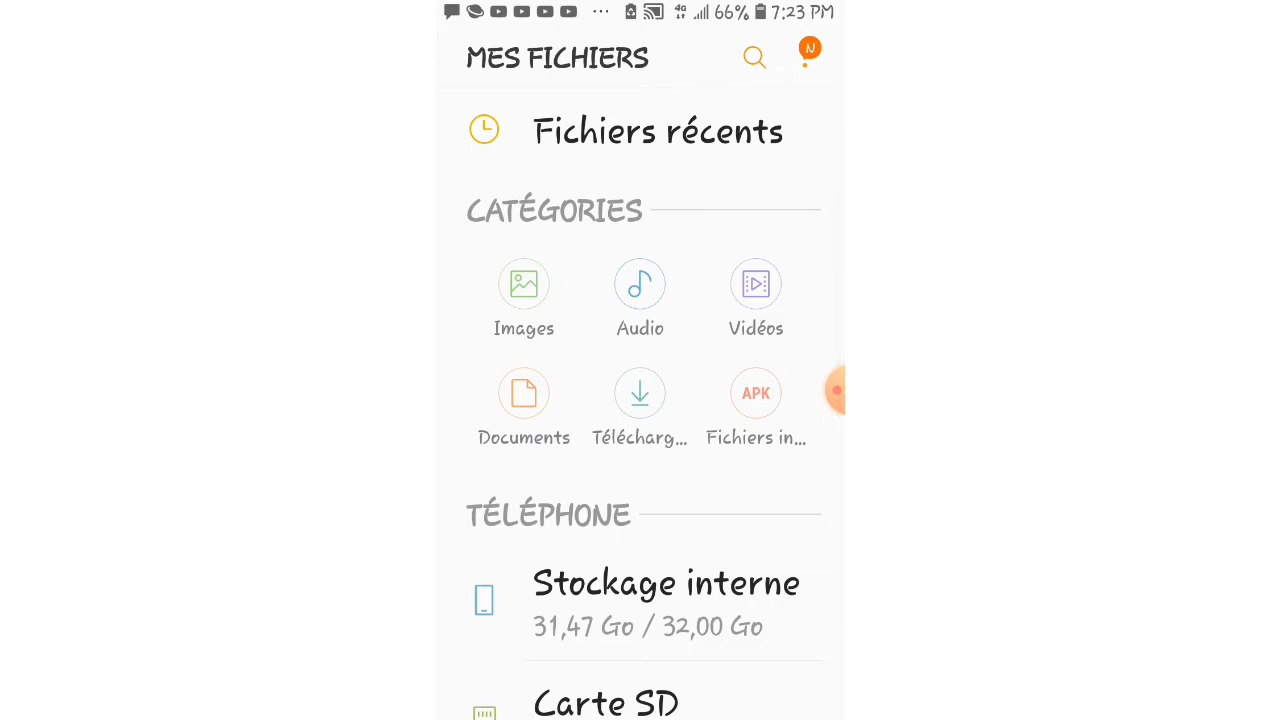 4G 66% 7:23 PM
MES FICHIERS
N
Fichiers récents
CATÉGORIES
Images Audio Vidéos
APK
Documents Télécharg... Fichiers in...
TÉLÉPHONE
Stockage interne
31,47 Go / 32,00 Go
Carte SD